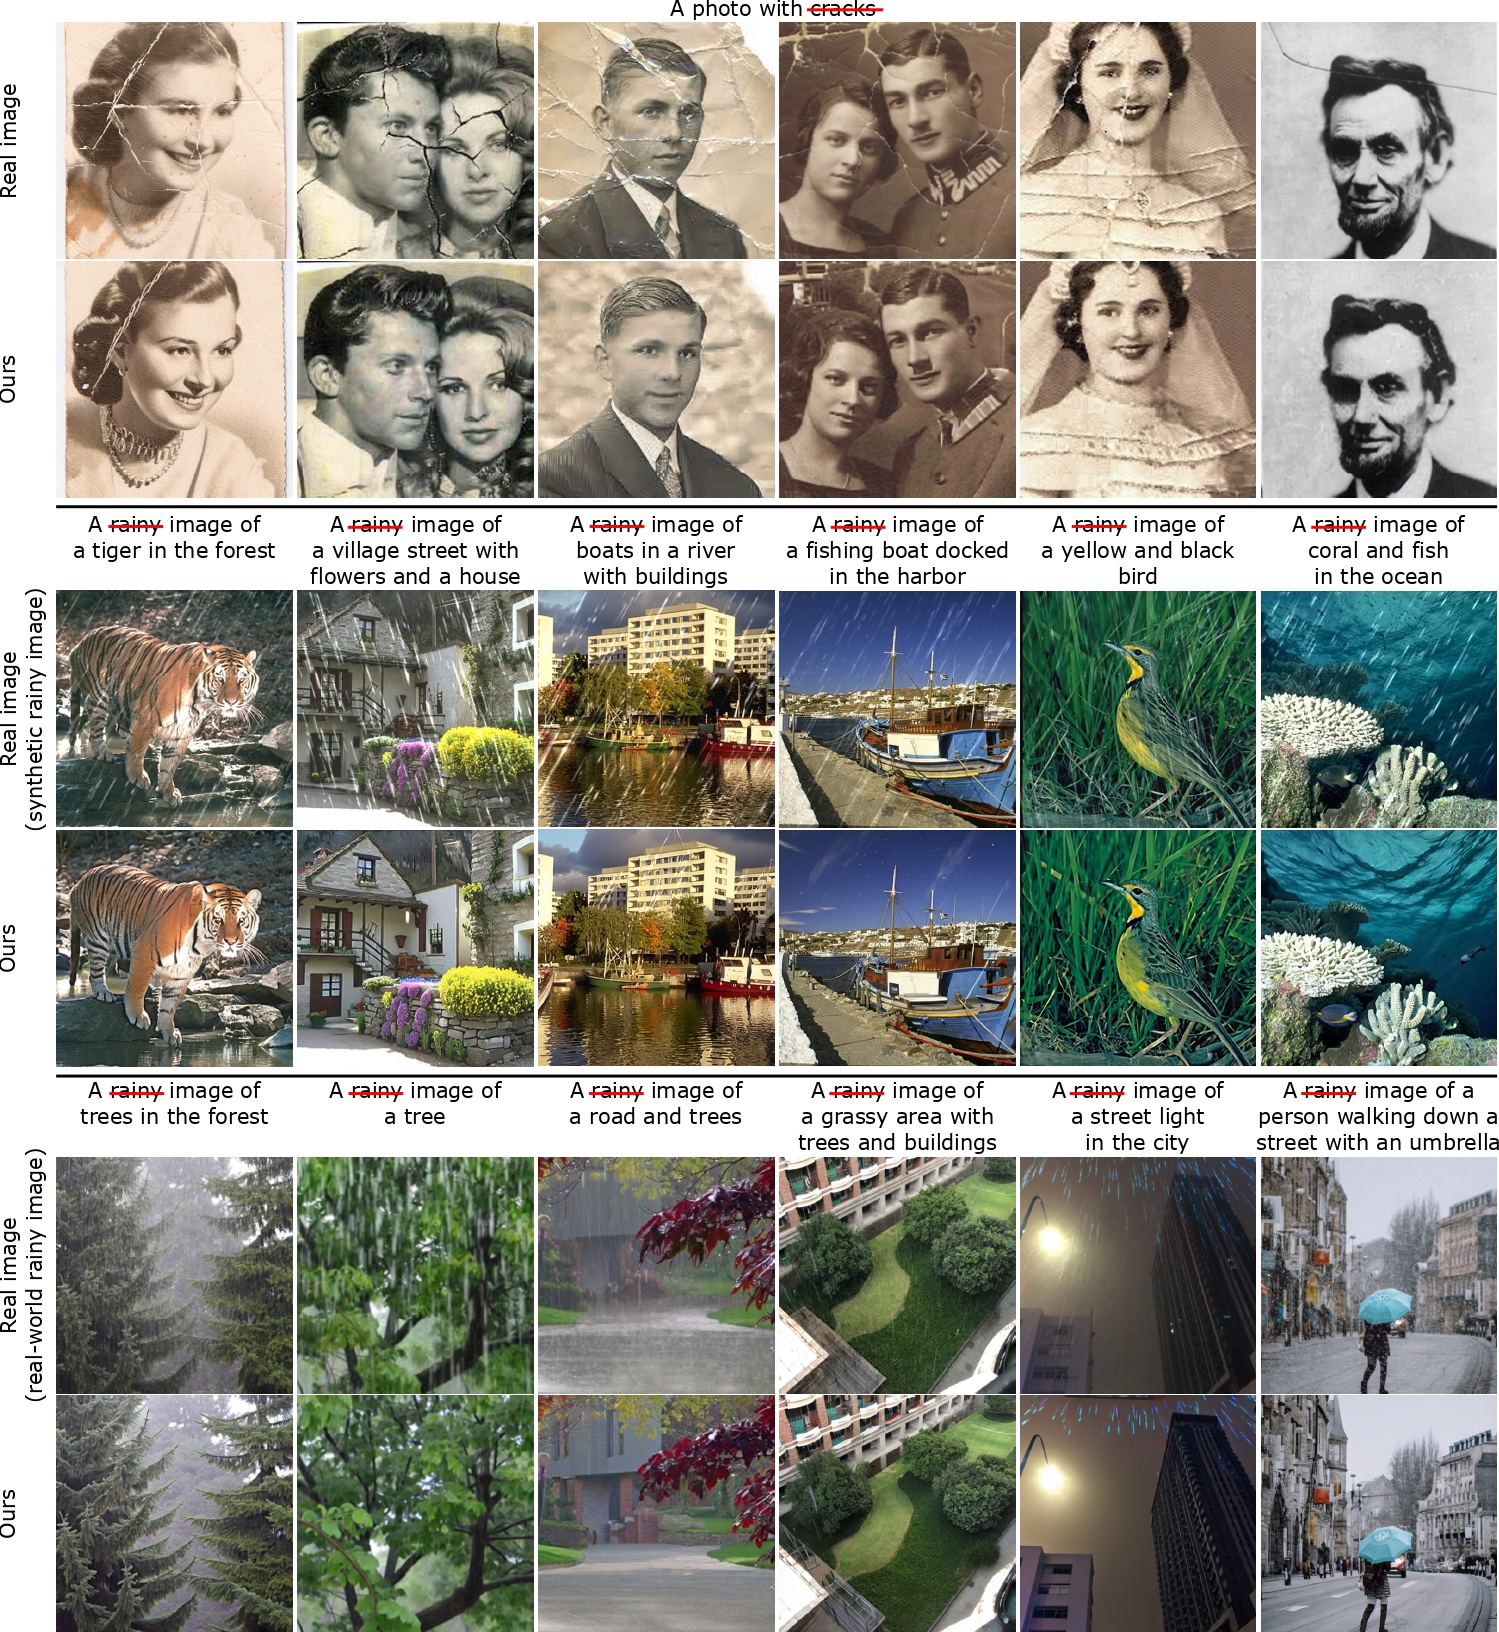 A photo with cracks
Real image
Ours
A rainy image of
a tiger in the forest
A rainy image of
a village street with
flowers and a house
A rainy image of
boats in a river
with buildings
A rainy image of
a fishing boat docked
in the harbor
A rainy image of
a yellow and black
bird
A rainy image of
coral and fish
in the ocean
Real image
(synthetic rainy image)
Ours
A rainy image of
trees in the forest
A rainy image of
a tree
A rainy image of
a road and trees
A rainy image of
a grassy area with
trees and buildings
A rainy image of
a street light
in the city
A rainy image of a
person walking down a
street with an umbrella
Real image
(real-world rainy image)
Ours